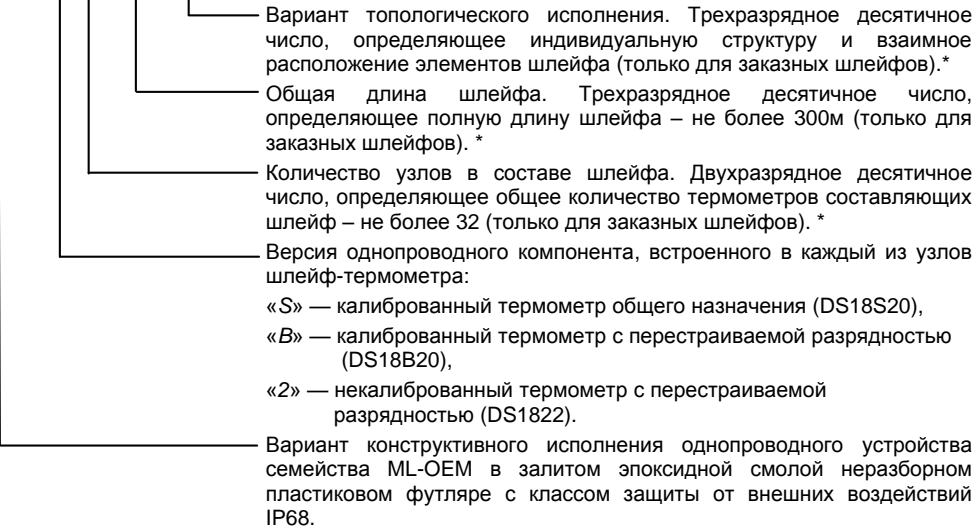 Вариант топологического исполнения. Трехразрядное десятичное
число, определяющее индивидуальную структуру и взаимное
расположение элементов шлейфа (только для заказных шлейфов).*
Общая длина шлейфа. Трехразрядное десятичное число,
определяющее полную длину шлейфа – не более 300м (только для
заказных шлейфов). *
Количество узлов в составе шлейфа. Двухразрядное десятичное
число, определяющее общее количество термометров составляющих
шлейф – не более 32 (только для заказных шлейфов). *
Версия однопроводного компонента, встроенного в каждый из узлов
шлейф-термометра:
«S» — калиброванный термометр общего назначения (DS18S20),
«B» — калиброванный термометр с перестраиваемой разрядностью
(DS18B20),
«2» — некалиброванный термометр с перестраиваемой
разрядностью (DS1822).
Вариант конструктивного исполнения однопроводного устройства
семейства ML-OEM в залитом эпоксидной смолой неразборном
пластиковом футляре с классом защиты от внешних воздействий
IP68.